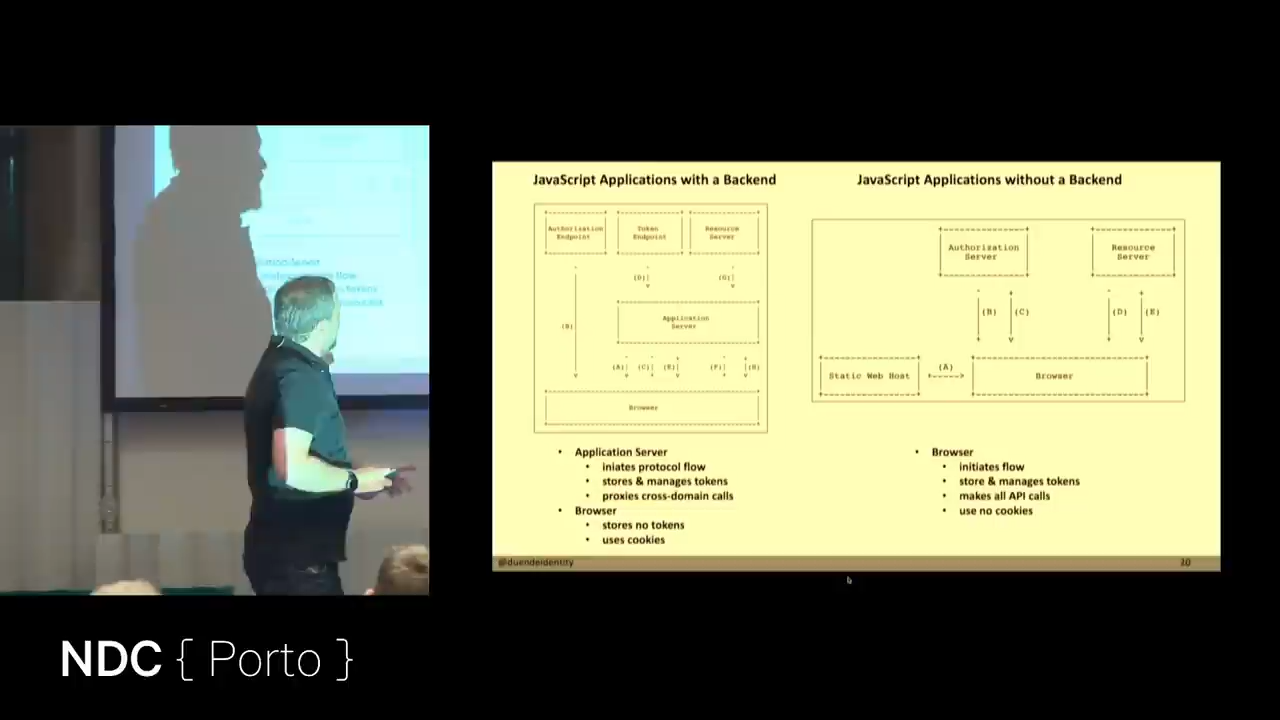 JavaScript Applications with a Backend
Authorization
Endpoint
Token
Endpoint
Resource
Server
(D)
(G)
(B)
Application
Server
(A)
(C)
(E)
(F)
(H)
Browser
• Application Server
• iniates protocol flow
• stores & manages tokens
• proxies cross-domain calls
• Browser
• stores no tokens
• uses cookies
JavaScript Applications without a Backend
Authorization
Server
Resource
Server
(B)
(C)
(D)
(E)
Static Web Host
(A)
Browser
• Browser
• initiates flow
• store & manages tokens
• makes all API calls
• use no cookies
@duendeidentity
flow
tokens
NDC { Porto }